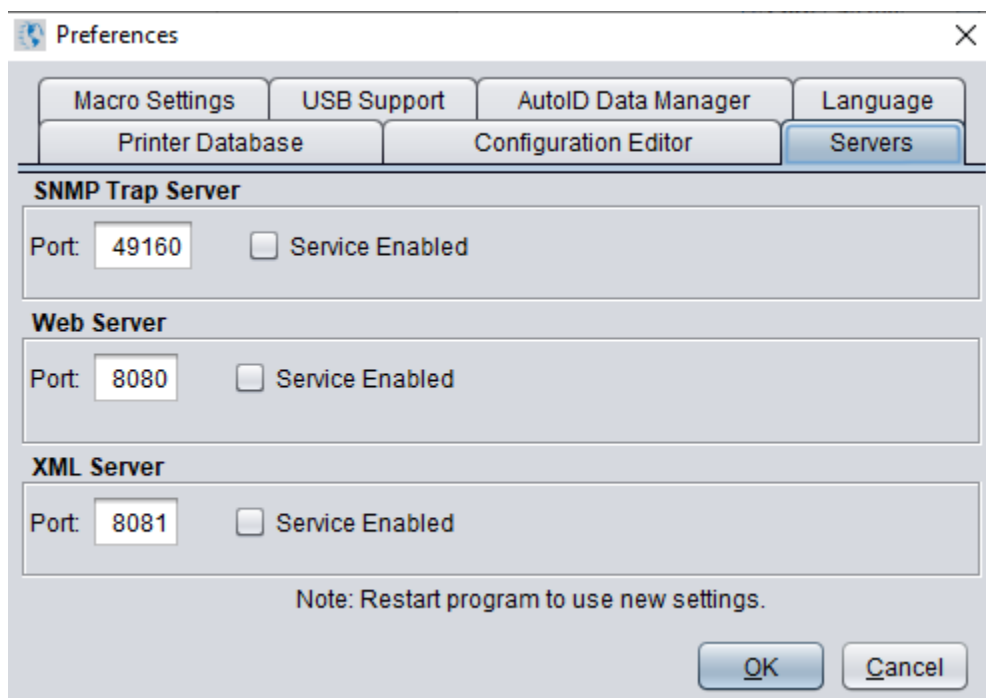 Preferences
Macro Settings USB Support AutoID Data Manager Language
Printer Database Configuration Editor Servers
SNMP Trap Server
Port: 49160 Service Enabled
Web Server
Port: 8080 Service Enabled
XML Server
Port: 8081 Service Enabled
Note: Restart program to use new settings.
OK Cancel